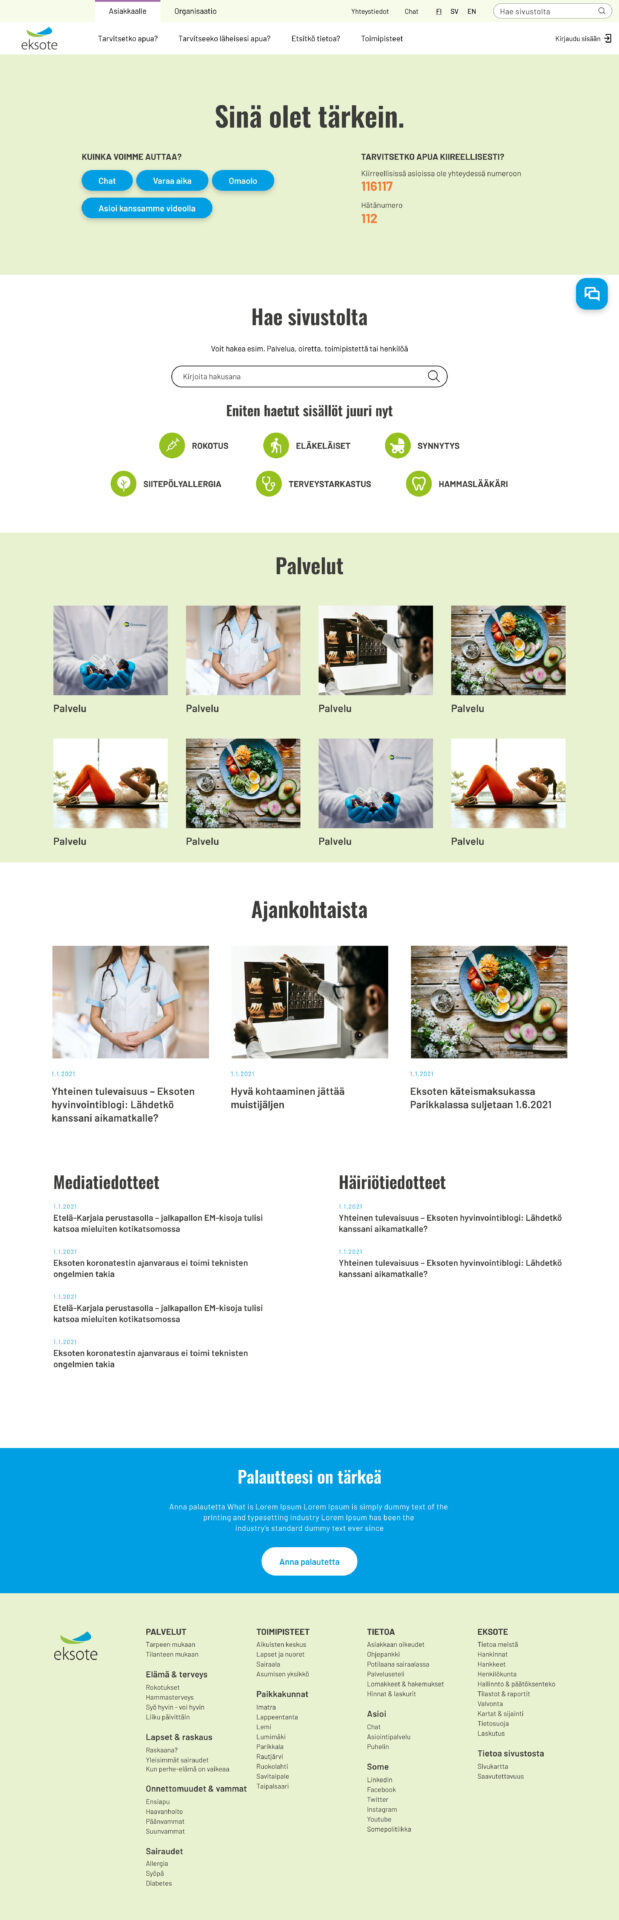 Asiakkaalle
Organisaatio
Yhteystiedot
Chat
FI
SV
EN
Hae sivustolta
eksote
Tarvitsetko apua?
Tarvitseeko läheisesi apua?
Etsitkö tietoa?
Toimipisteet
Kirjaudu sisään
Sinä olet tärkein.
KUINKA VOIMME AUTTAA?
Chat
Varaa aika
Omaolo
Asioi kanssamme videolla
TARVITSETKO APUA KIIREELLISESTI?
Kiirreellisissä asioissa ole yhteydessä numeroon
116117
Hätänumero
112
Hae sivustolta
Voit hakea esim. Palvelua, oiretta, toimipistettä tai henkilöä
Kirjoita hakusana
Eniten haetut sisällöt juuri nyt
ROKOTUS
ELÄKELÄISET
SYNNYTYS
SIITEPÖLYALLERGIA
TERVEYSTARKASTUS
HAMMASLÄÄKÄRI
Palvelut
Palvelu
Palvelu
Palvelu
Palvelu
Palvelu
Palvelu
Palvelu
Palvelu
Ajankohtaista
1.1.2021
Yhteinen tulevaisuus – Eksoten
hyvinvointiblogi: Lähdetkö
kanssani aikamatkalle?
1.1.2021
Hyvä kohtaaminen jättää
muistijäljen
1.1.2021
Eksoten käteismaksukassa
Parikkalassa suljetaan 1.6.2021
Mediatiedotteet
1.1.2021
Etelä-Karjala perustasolla – jalkapallon EM-kisoja tulisi
katsoa mieluiten kotikatsomossa
1.1.2021
Eksoten koronatestin ajanvaraus ei toimi teknisten
ongelmien takia
1.1.2021
Etelä-Karjala perustasolla – jalkapallon EM-kisoja tulisi
katsoa mieluiten kotikatsomossa
1.1.2021
Eksoten koronatestin ajanvaraus ei toimi teknisten
ongelmien takia
Häiriötiedotteet
1.1.2021
Yhteinen tulevaisuus – Eksoten hyvinvointiblogi: Lähdetkö
kanssani aikamatkalle?
1.1.2021
Yhteinen tulevaisuus – Eksoten hyvinvointiblogi: Lähdetkö
kanssani aikamatkalle?
Palautteesi on tärkeä
Anna palautetta What is Lorem Ipsum Lorem Ipsum is simply dummy text of the
printing and typesetting industry Lorem Ipsum has been the
industry's standard dummy text ever since
Anna palautetta
eksote
PALVELUT
Tarpeen mukaan
Tilanteen mukaan
Elämä & terveys
Rokotukset
Hammasterveys
Syö hyvin - voi hyvin
Liiku päivittäin
Lapset & raskaus
Raskaana?
Yleisimmät sairaudet
Kun perhe-elämä on vaikeaa
Onnettomuudet & vammat
Ensiapu
Haavanhoito
Päänvammat
Suunvammat
Sairaudet
Allergia
Syöpä
Diabetes
TOIMIPISTEET
Aikuisten keskus
Lapset ja nuoret
Sairaala
Asumisen yksikkö
Paikkakunnat
Imatra
Lappeentanta
Lemi
Lumimäki
Parikkala
Rautjärvi
Ruokolahti
Savitaipale
Taipalsaari
TIETOA
Asiakkaan oikeudet
Ohjepankki
Potilaana sairaalassa
Palveluseteli
Lomakkeet & hakemukset
Hinnat & laskurit
Asioi
Chat
Asiointipalvelu
Puhelin
Some
Linkedin
Facebook
Twitter
Instagram
Youtube
Somepolitiikka
EKSOTE
Tietoa meistä
Hankinnat
Hankkeet
Henkilökunta
Hallinnto & päätöksenteko
Tilastot & raportit
Valvonta
Kartat & sijainti
Tietosuoja
Laskutus
Tietoa sivustosta
Sivukartta
Saavutettavuus